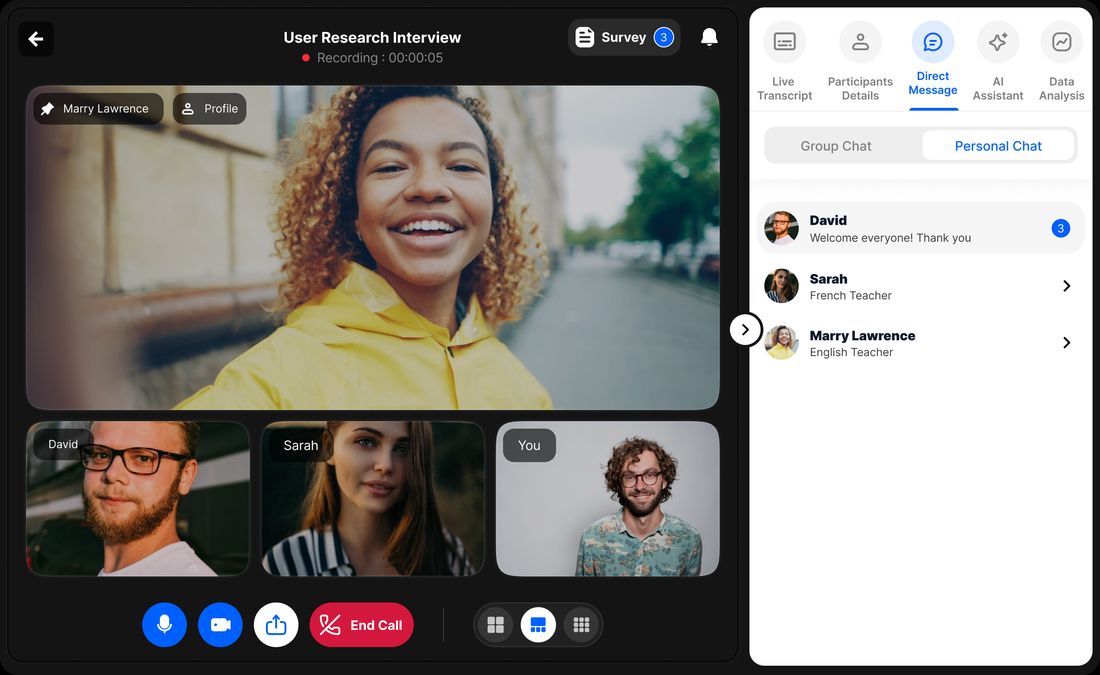 User Research Interview
Recording : 00:00:05
Survey 3
Marry Lawrence
Profile
David
Sarah
You
End Call
Live
Transcript
Participants
Details
Direct
Message
AI
Assistant
Data
Analysis
Group Chat
Personal Chat
David
Welcome everyone! Thank you
3
Sarah
French Teacher
Marry Lawrence
English Teacher